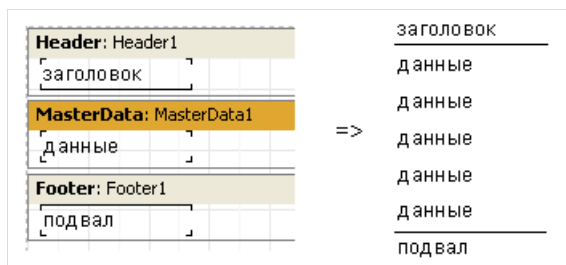 Header: Header1
заголовок
MasterData: MasterData1
данные
Footer: Footer1
подвал
=>
заголовок
данные
данные
данные
данные
данные
подвал